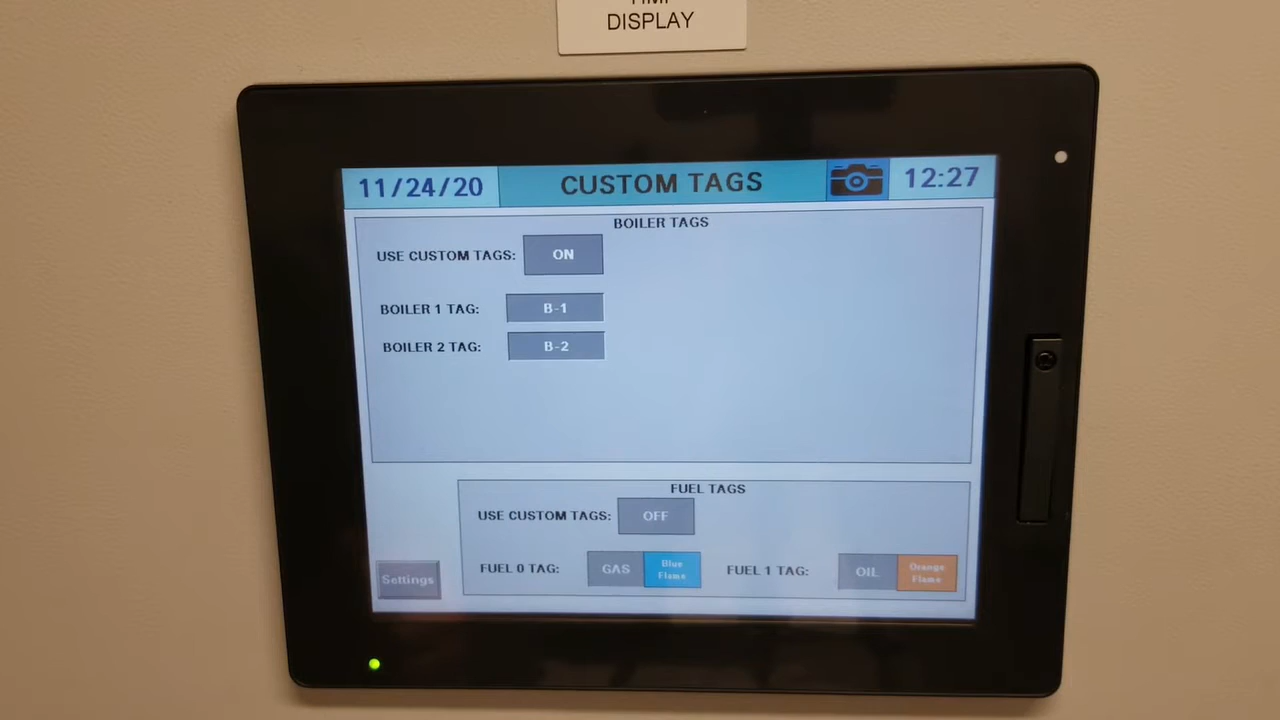 DISPLAY
11/24/20 CUSTOM TAGS 12:27
BOILER TAGS
USE CUSTOM TAGS: ON
BOILER 1 TAG: B-1
BOILER 2 TAG: B-2
FUEL TAGS
USE CUSTOM TAGS: OFF
FUEL 0 TAG: GAS Blue Flame FUEL 1 TAG: OIL Orange Flame
Settings